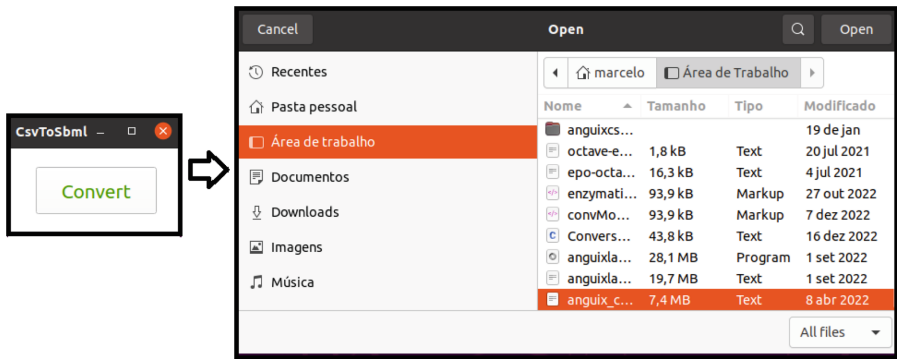 CsvToSbml
Convert
Cancel Open Open
Recentes
Pasta pessoal
Área de trabalho
Documentos
Downloads
Imagens
Música
marcelo Área de Trabalho
Nome Tamanho Tipo Modificado
anguixcs... 19 de jan
octave-e... 1,8 kB Text 20 jul 2021
epo-octa... 16,3 kB Text 4 jul 2021
enzymati... 93,9 kB Markup 27 out 2022
convMo... 93,9 kB Markup 7 dez 2022
Convers... 43,8 kB Text 16 dez 2022
anguixla... 28,1 MB Program 1 set 2022
anguixla... 19,7 MB Text 1 set 2022
anguix_c... 7,4 MB Text 8 abr 2022
All files